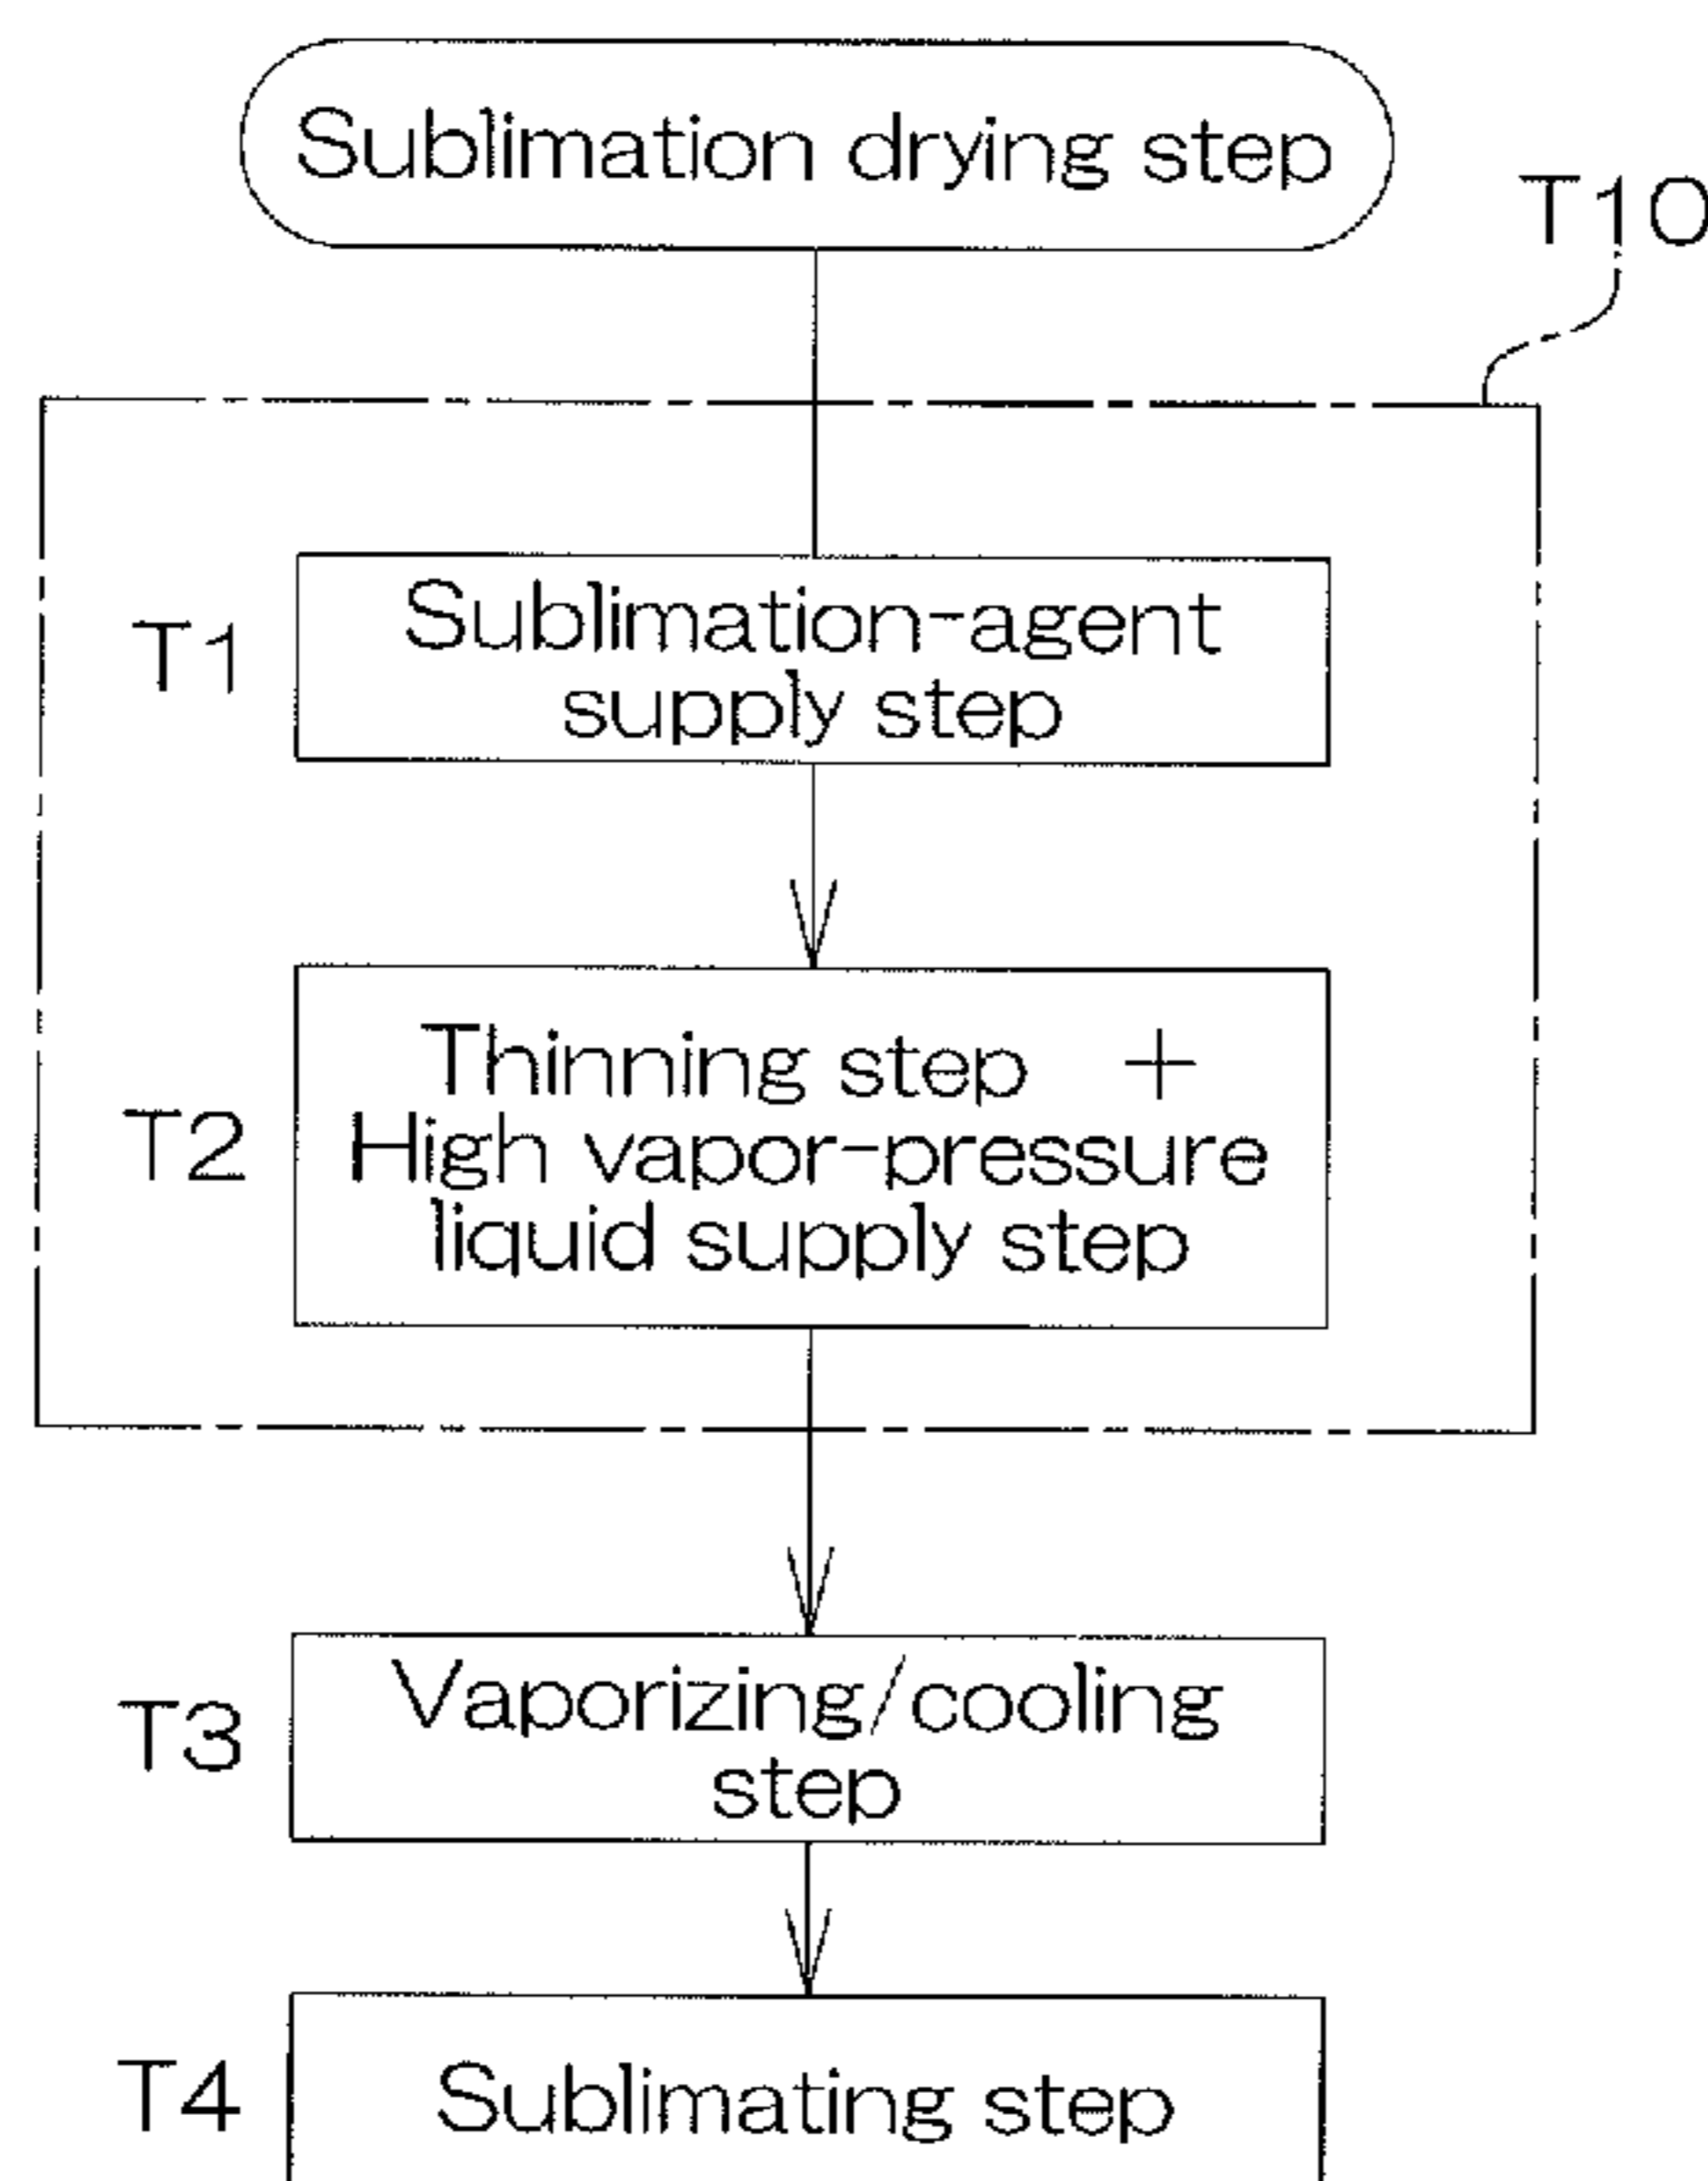 Sublimation drying step
T10
T1
Sublimation-agent
supply step
T2
Thinning step +
High vapor-pressure
liquid supply step
T3
Vaporizing/cooling
step
T4
Sublimating step